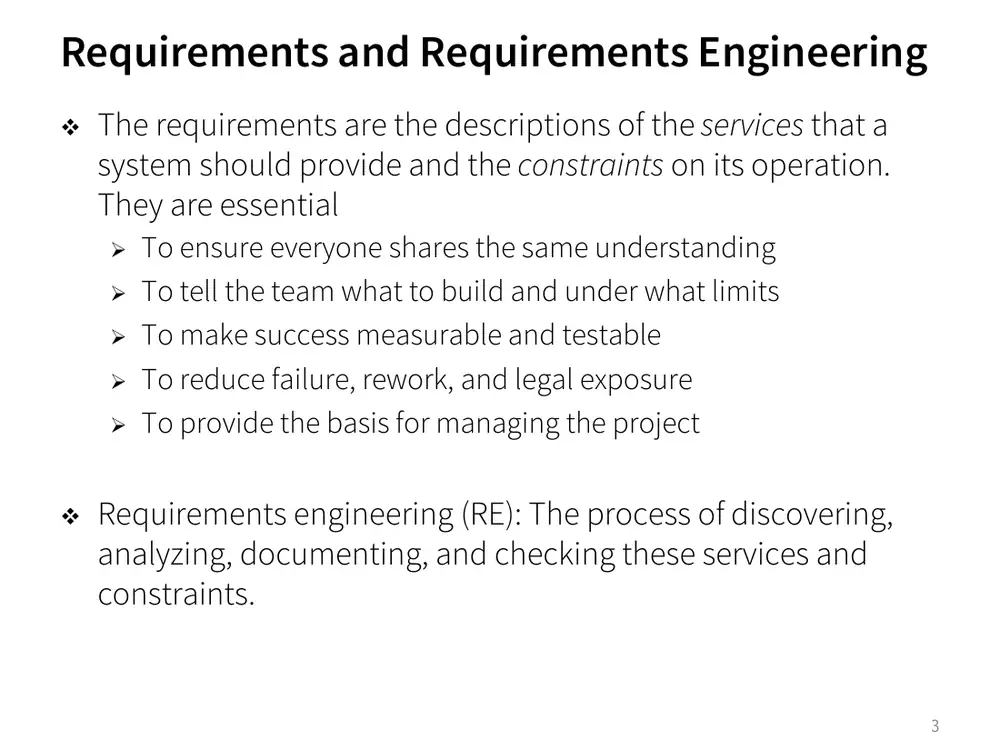 Requirements and Requirements Engineering
❖ The requirements are the descriptions of the services that a
system should provide and the constraints on its operation.
They are essential
➢ To ensure everyone shares the same understanding
➢ To tell the team what to build and under what limits
➢ To make success measurable and testable
➢ To reduce failure, rework, and legal exposure
➢ To provide the basis for managing the project
❖ Requirements engineering (RE): The process of discovering,
analyzing, documenting, and checking these services and
constraints.
3